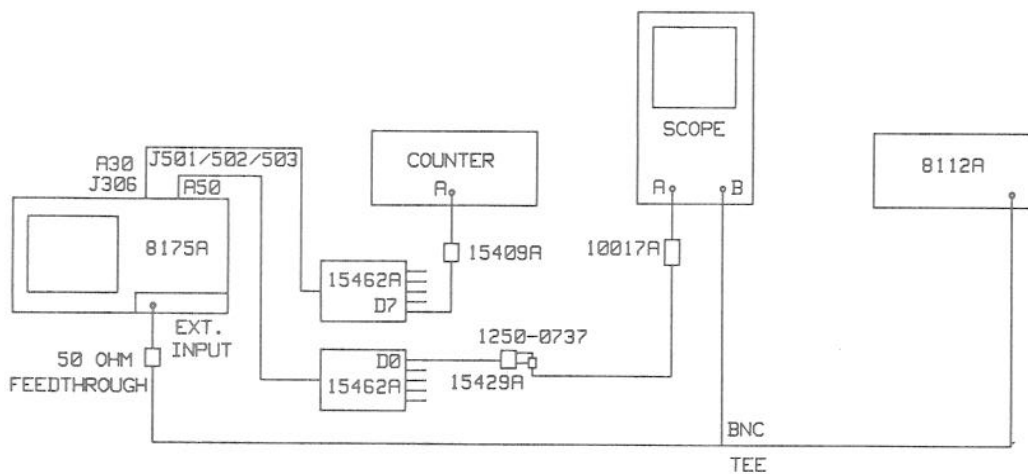 SCOPE
A
B
8112A
COUNTER
A
A30
J306
J501/502/503
A50
8175A
15409A
10017A
15462A
D7
EXT.
INPUT
50 OHM
FEEDTHROUGH
1250-0737
D0
15462A
15429A
BNC
TEE